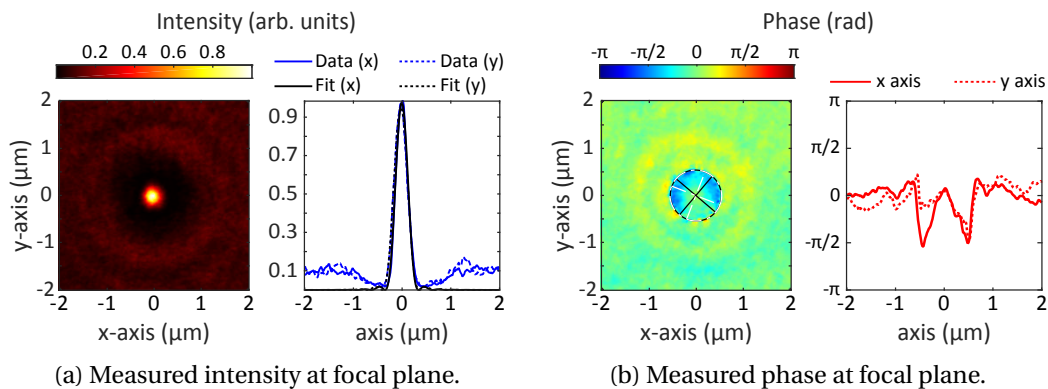 Intensity (arb. units)
0.2 0.4 0.6 0.8
Data (x) Data (y)
Fit (x) Fit (y)
2
1
0
-1
-2
y-axis (μm)
-2 -1 0 1 2
x-axis (μm)
0.9
0.7
0.5
0.3
0.1
-2 -1 0 1 2
axis (μm)
(a) Measured intensity at focal plane.
Phase (rad)
-π -π/2 0 π/2 π
x axis y axis
2
1
0
-1
-2
y-axis (μm)
-2 -1 0 1 2
x-axis (μm)
π
π/2
0
-π/2
-π
-2 -1 0 1 2
axis (μm)
(b) Measured phase at focal plane.